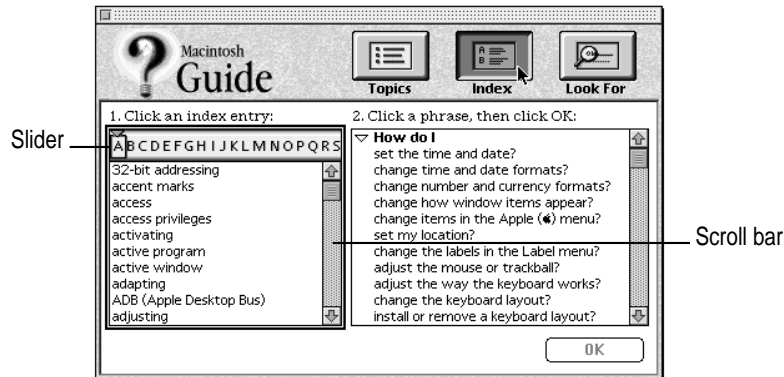 Macintosh
Guide
Topics
Index
Look For
1. Click an index entry:
2. Click a phrase, then click OK:
Slider
A B C D E F G H I J K L M N O P Q R S
32-bit addressing
accent marks
access
access privileges
activating
active program
active window
adapting
ADB (Apple Desktop Bus)
adjusting
How do I
set the time and date?
change time and date formats?
change number and currency formats?
change how window items appear?
change items in the Apple () menu?
set my location?
change the labels in the Label menu?
adjust the mouse or trackball?
adjust the way the keyboard works?
change the keyboard layout?
install or remove a keyboard layout?
Scroll bar
OK